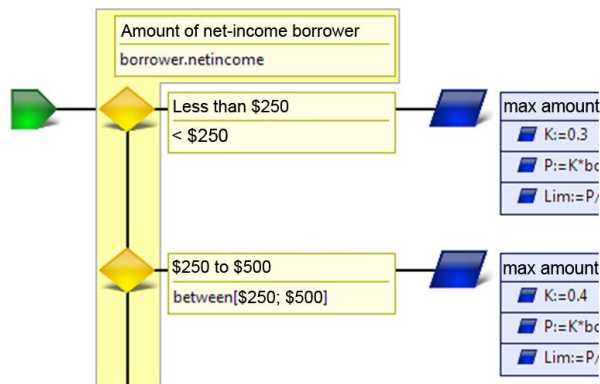 Amount of net-income borrower
borrower.netincome
Less than $250
< $250
max amount
K:=0.3
P:=K*bo
Lim:=P/
$250 to $500
between[$250; $500]
max amount
K:=0.4
P:=K*bo
Lim:=P/